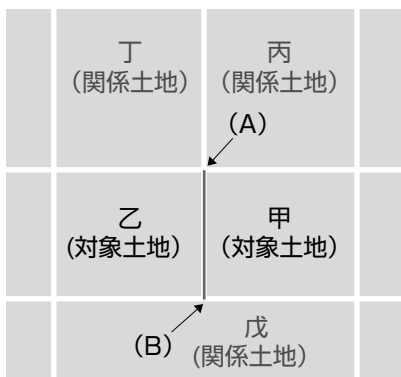 丁
（関係土地）
丙
（関係土地）
（A）
乙
(対象土地）
甲
（対象土地）
（B）
戊
(関係土地）